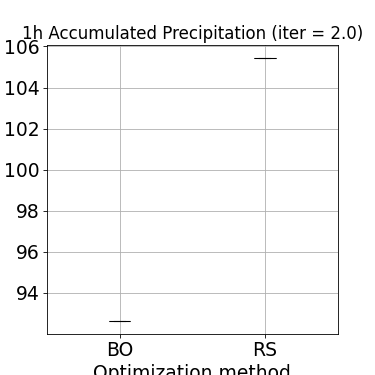 1h Accumulated Precipitation (iter = 2.0)
106
104
102
100
98
96
94
BO RS
Optimization method